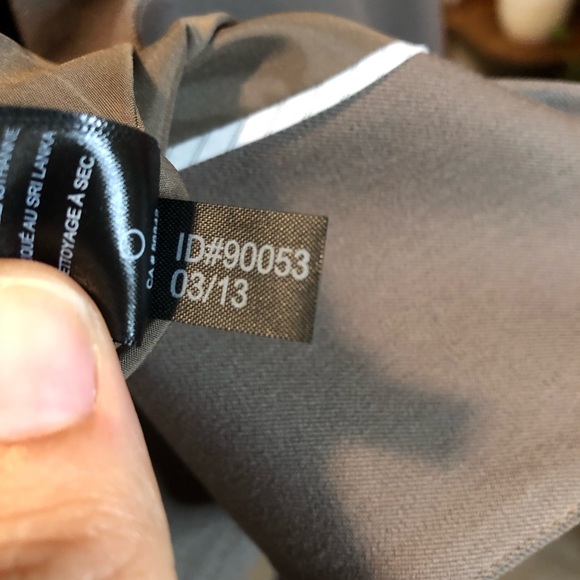 QUÉ AU SRI LANKA
ETTOYAGE À SEC
ID#90053
03/13